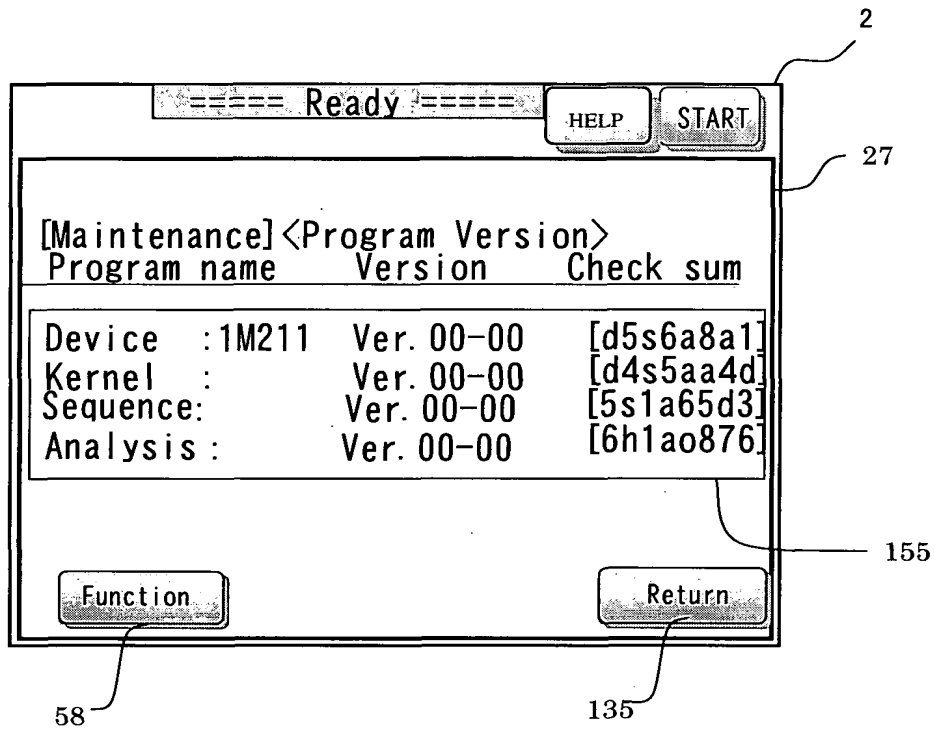 2
===== Ready =====
HELP
START
27
[Maintenance]<Program Version>
Program name Version Check sum
Device :1M211 Ver. 00-00 [d5s6a8a1]
Kernel : Ver. 00-00 [d4s5aa4d]
Sequence: Ver. 00-00 [5s1a65d3]
Analysis : Ver. 00-00 [6h1ao876]
155
Function
Return
58
135